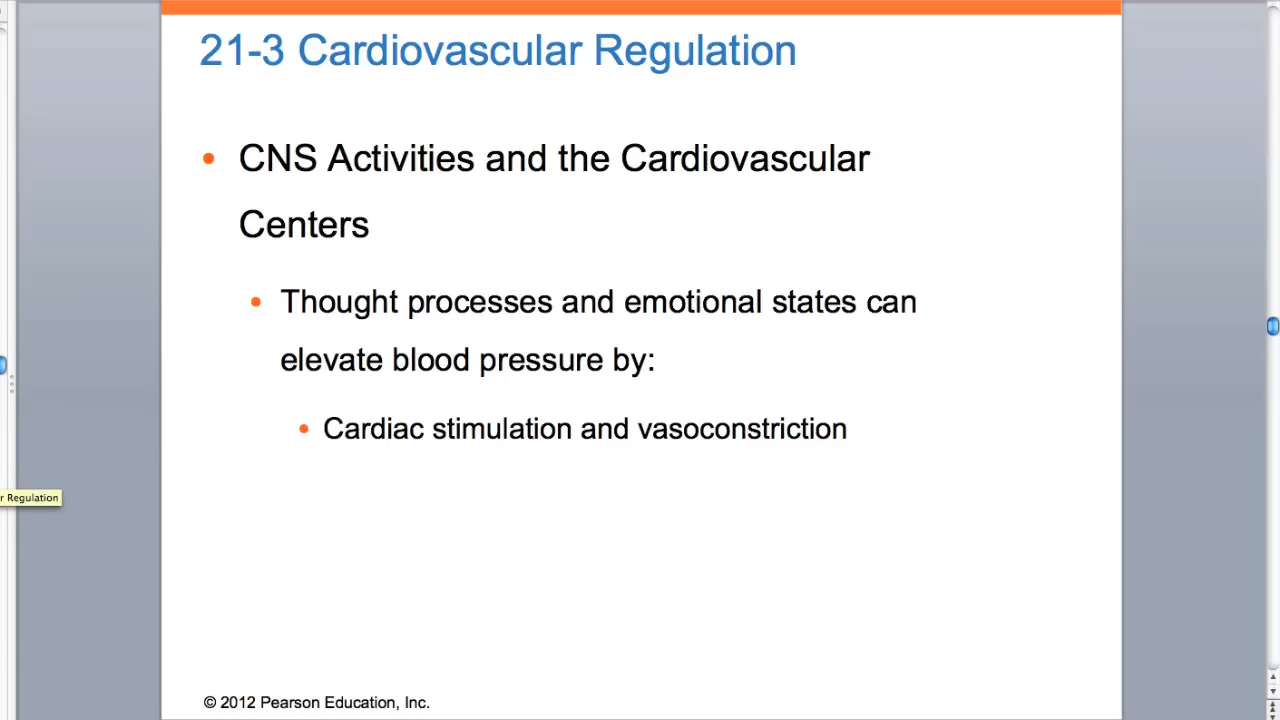 21-3 Cardiovascular Regulation
• CNS Activities and the Cardiovascular
Centers
• Thought processes and emotional states can
elevate blood pressure by:
• Cardiac stimulation and vasoconstriction
r Regulation
© 2012 Pearson Education, Inc.